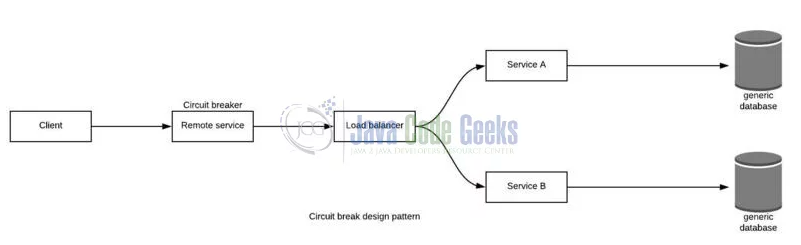 Service A
generic
database
Circuit breaker
Client
Remote service
Load balancer
Java Code Geeks
JAVA 2 JAVA DEVELOPERS RESOURCE CENTER
Service B
Circuit break design pattern
generic
database